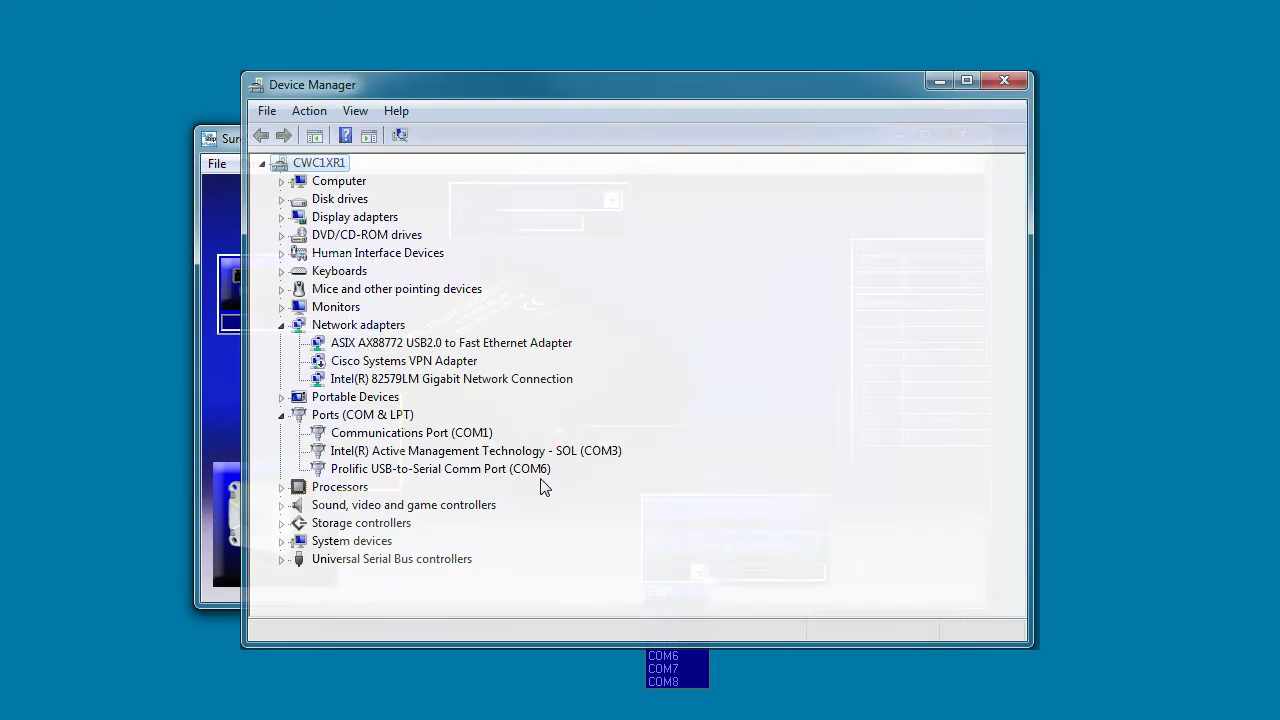 Device Manager
File Action View Help
Sur
File
CWC1XR1
Computer
Disk drives
Display adapters
DVD/CD-ROM drives
Human Interface Devices
Keyboards
Mice and other pointing devices
Monitors
Network adapters
ASIX AX88772 USB2.0 to Fast Ethernet Adapter
Cisco Systems VPN Adapter
Intel(R) 82579LM Gigabit Network Connection
Portable Devices
Ports (COM & LPT)
Communications Port (COM1)
Intel(R) Active Management Technology - SOL (COM3)
Prolific USB-to-Serial Comm Port (COM6)
Processors
Sound, video and game controllers
Storage controllers
System devices
Universal Serial Bus controllers
COM6
COM7
COM8